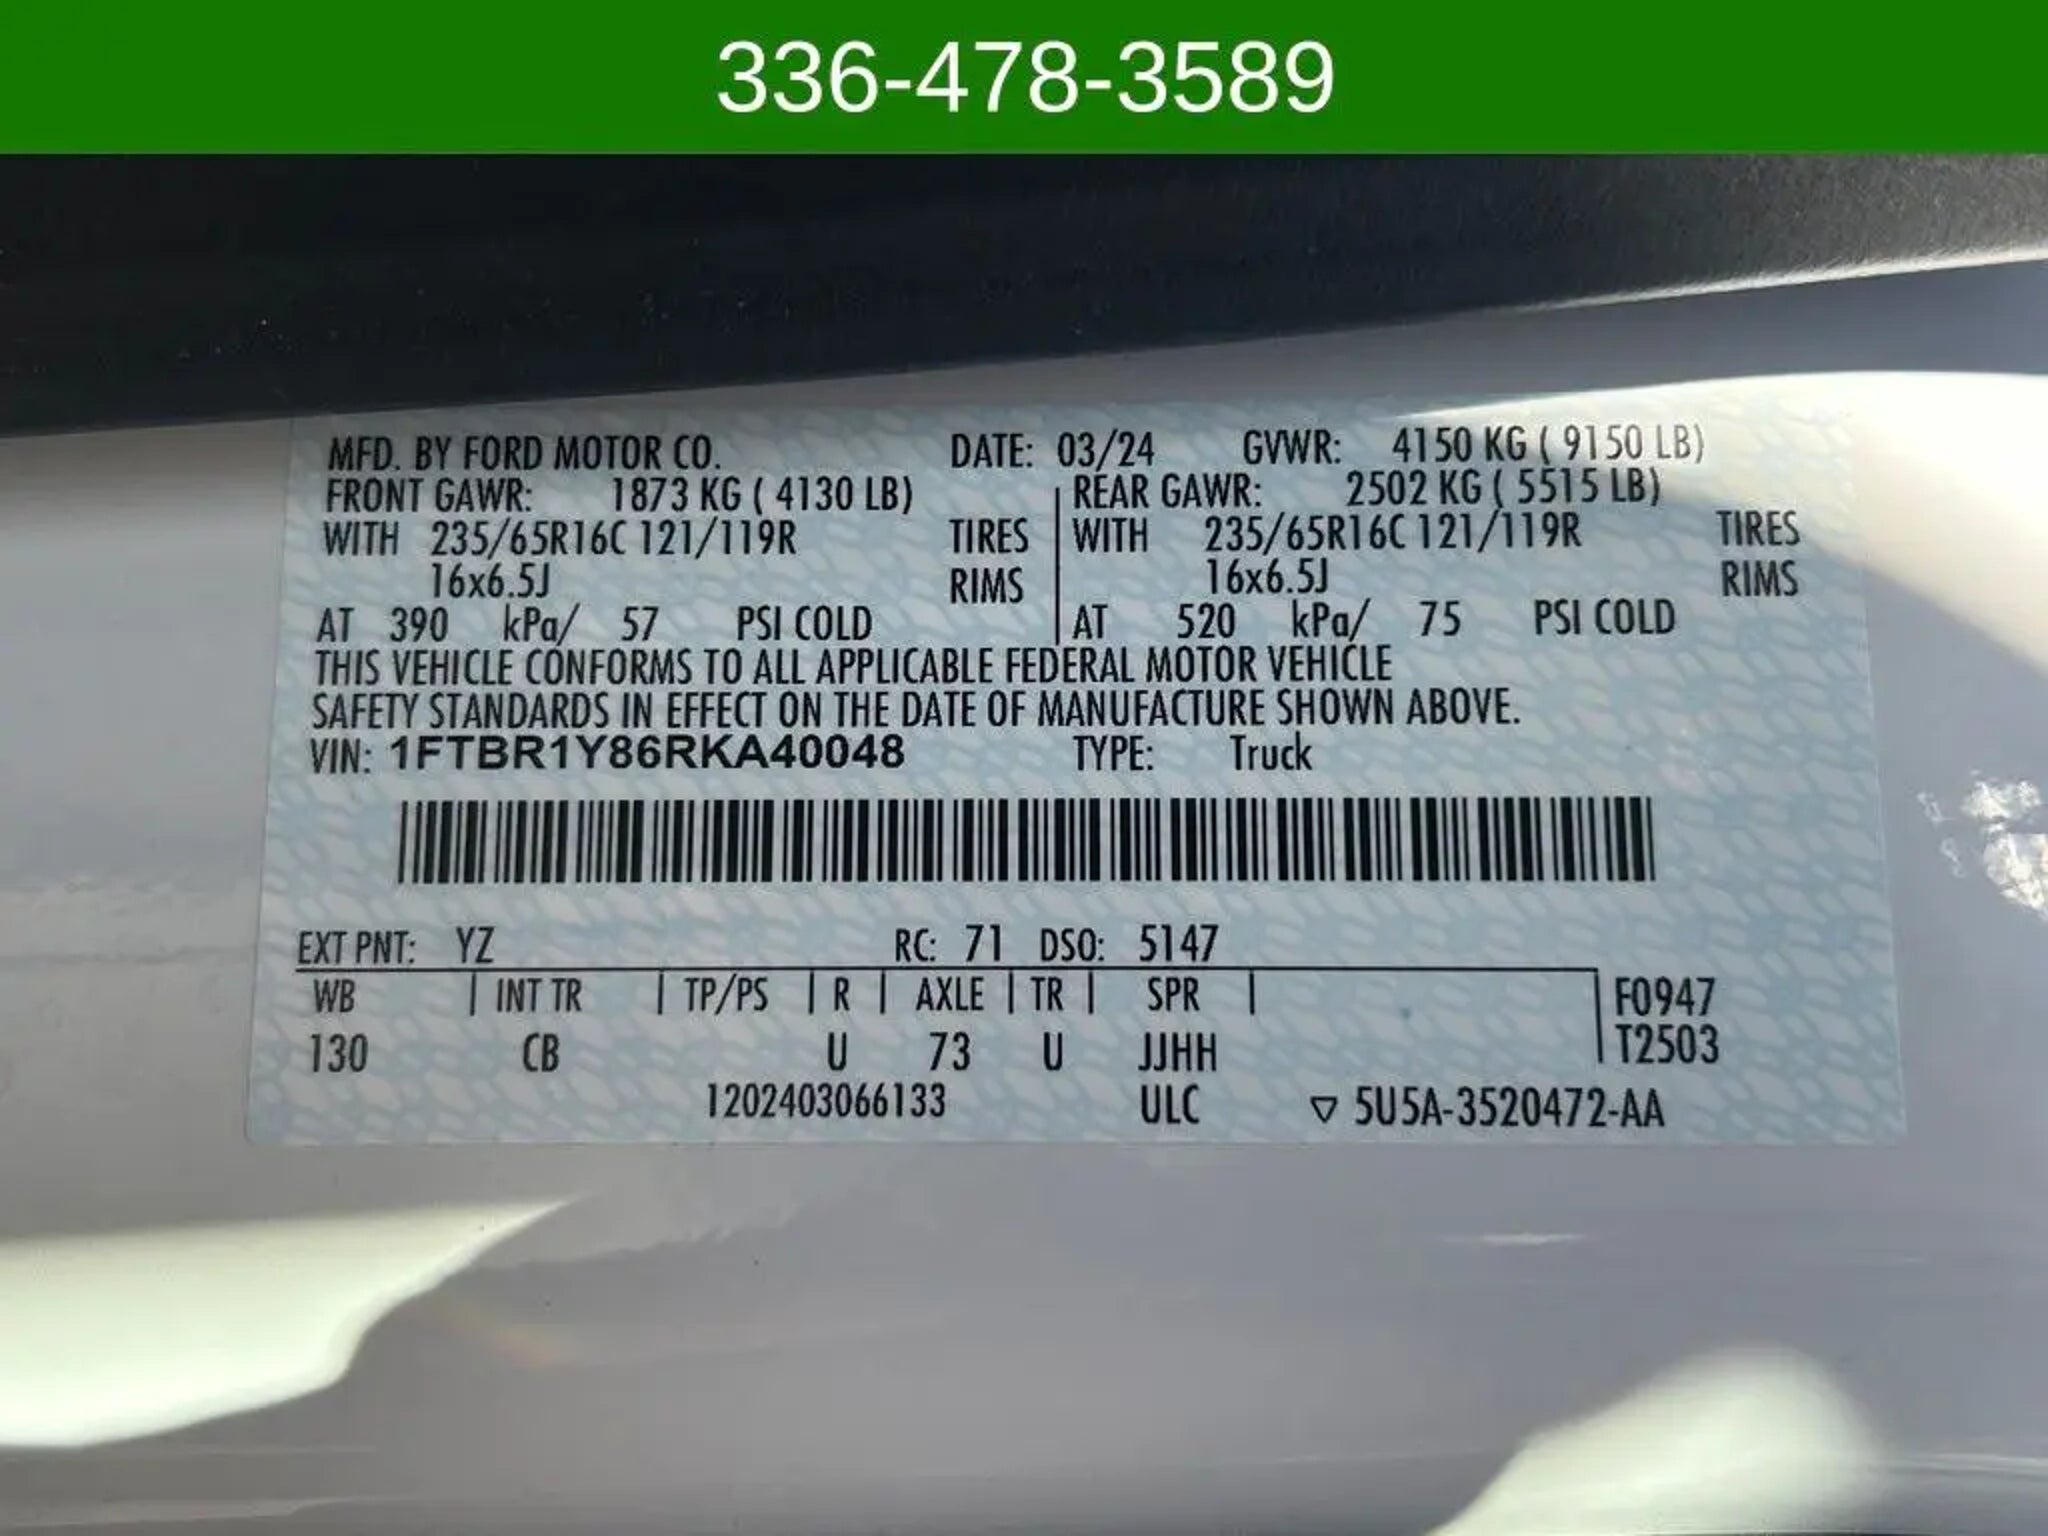 336-478-3589
MFD. BY FORD MOTOR CO. DATE: 03/24 GVWR: 4150 KG ( 9150 LB)
FRONT GAWR: 1873 KG ( 4130 LB) REAR GAWR: 2502 KG ( 5515 LB)
WITH 235/65R16C 121/119R TIRES WITH 235/65R16C 121/119R TIRES
16x6.5J RIMS 16x6.5J RIMS
AT 390 kPa/ 57 PSI COLD AT 520 kPa/ 75 PSI COLD
THIS VEHICLE CONFORMS TO ALL APPLICABLE FEDERAL MOTOR VEHICLE
SAFETY STANDARDS IN EFFECT ON THE DATE OF MANUFACTURE SHOWN ABOVE.
VIN: 1FTBR1Y86RKA40048 TYPE: Truck
EXT PNT: YZ RC: 71 DSO: 5147
WB INT TR TP/PS R AXLE TR SPR F0947
130 CB U 73 U JJHH T2503
1202403066133 ULC ▽ 5U5A-3520472-AA